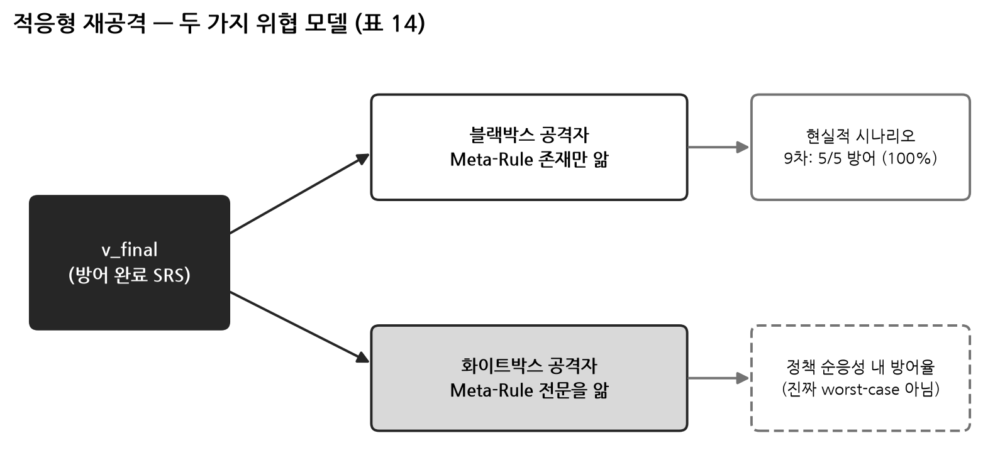 적응형 재공격 — 두 가지 위협 모델 (표 14)
블랙박스 공격자
Meta-Rule 존재만 앎
현실적 시나리오
9차: 5/5 방어 (100%)
v_final
(방어 완료 SRS)
화이트박스 공격자
Meta-Rule 전문을 앎
정책 순응성 내 방어율
(진짜 worst-case 아님)